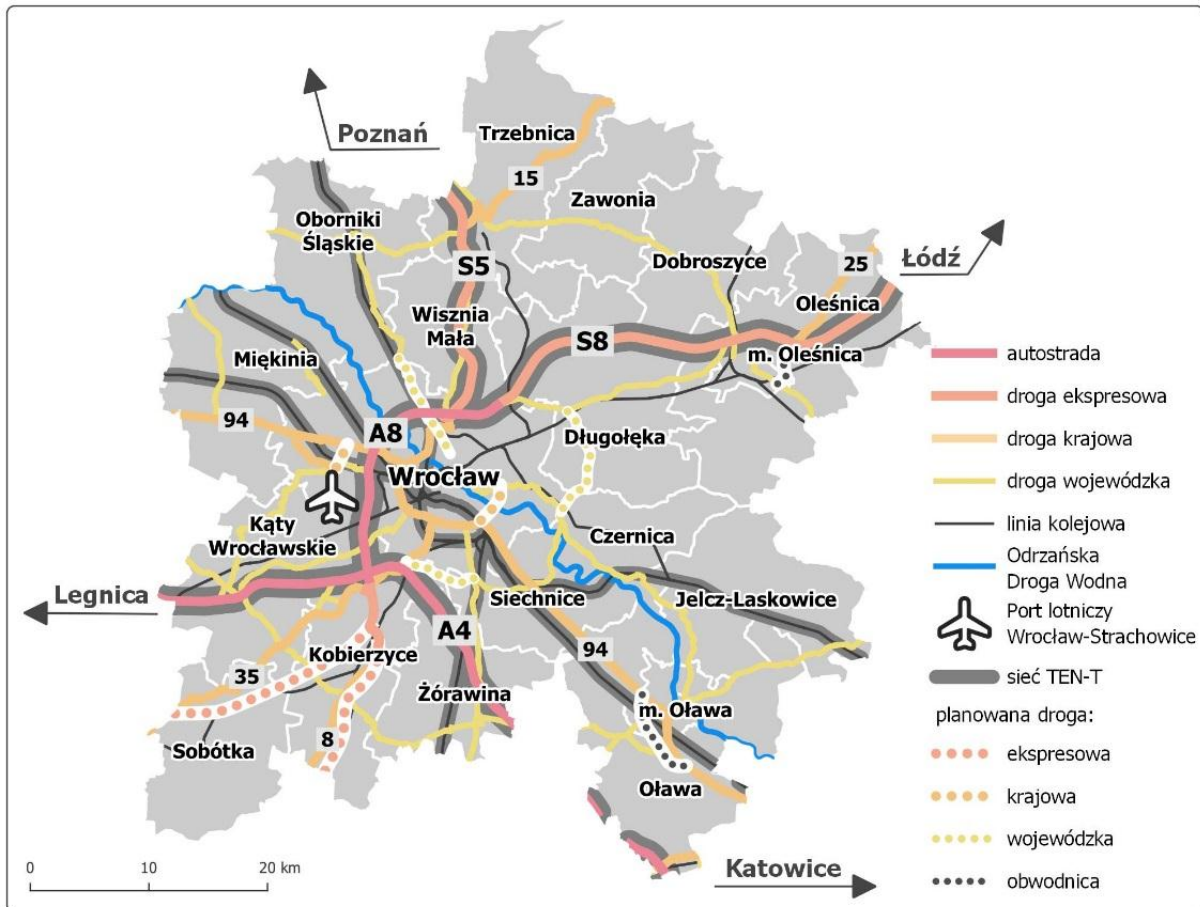 Poznań
Trzebnica
15
Zawonia
Oborniki
Śląskie
Dobroszyce
25
Łódź
S5
Oleśnica
Wisznia
Mała
S8
m. Oleśnica
Miękinia
94
A8
Długołęka
Wrocław
Kąty
Wrocławskie
Czernica
Legnica
Siechnice
Jelcz-Laskowice
A4
94
Kobierzyce
35
Żórawina
m. Oława
8
Sobótka
Oława
Katowice
0 10 20 km
autostrada
droga ekspresowa
droga krajowa
droga wojewódzka
linia kolejowa
Odrzańska
Droga Wodna
Port lotniczy
Wrocław-Strachowice
sieć TEN-T
planowana droga:
ekspresowa
krajowa
wojewódzka
obwodnica